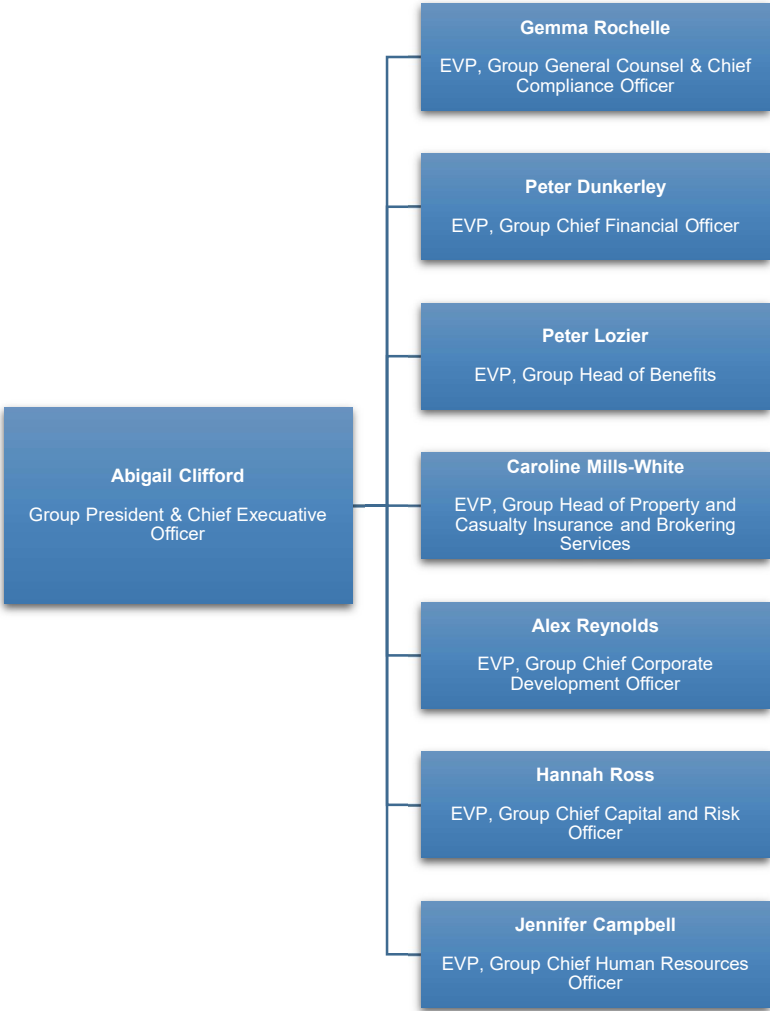 Gemma Rochelle
EVP, Group General Counsel & Chief
Compliance Officer
Peter Dunkerley
EVP, Group Chief Financial Officer
Peter Lozier
EVP, Group Head of Benefits
Abigail Clifford
Group President & Chief Execuative
Officer
Caroline Mills-White
EVP, Group Head of Property and
Casualty Insurance and Brokering
Services
Alex Reynolds
EVP, Group Chief Corporate
Development Officer
Hannah Ross
EVP, Group Chief Capital and Risk
Officer
Jennifer Campbell
EVP, Group Chief Human Resources
Officer